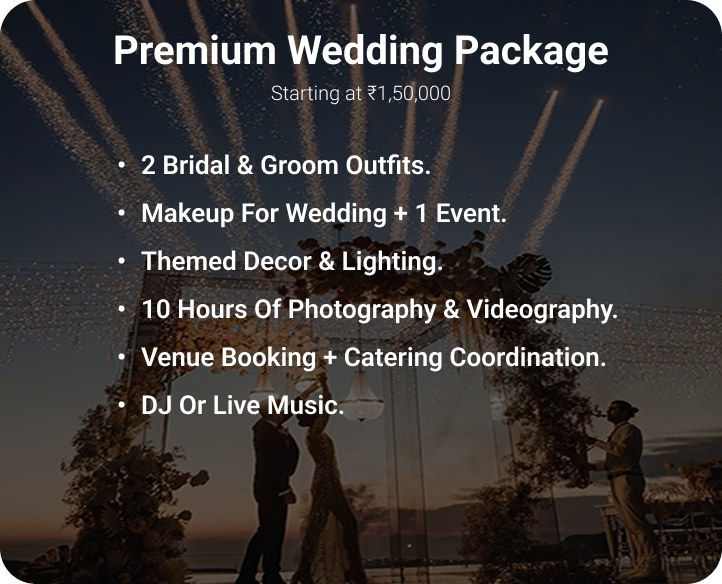 Premium Wedding Package
Starting at ₹1,50,000
• 2 Bridal & Groom Outfits.
• Makeup For Wedding + 1 Event.
• Themed Decor & Lighting.
• 10 Hours Of Photography & Videography.
• Venue Booking + Catering Coordination.
• DJ Or Live Music.